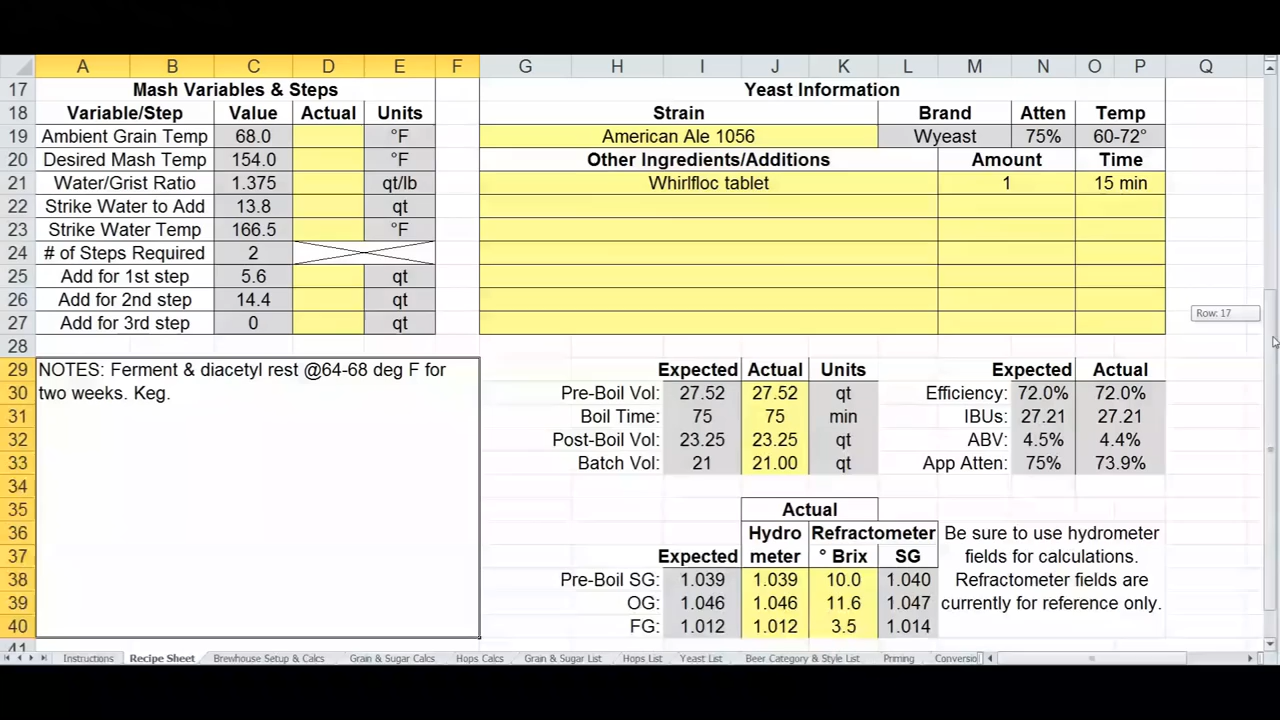 A B C D E F G H I J K L M N O P Q
17 Mash Variables & Steps Yeast Information
18 Variable/Step Value Actual Units Strain Brand Atten Temp
19 Ambient Grain Temp 68.0 °F American Ale 1056 Wyeast 75% 60-72°
20 Desired Mash Temp 154.0 °F Other Ingredients/Additions Amount Time
21 Water/Grist Ratio 1.375 qt/lb Whirlfloc tablet 1 15 min
22 Strike Water to Add 13.8 qt
23 Strike Water Temp 166.5 °F
24 # of Steps Required 2
25 Add for 1st step 5.6 qt
26 Add for 2nd step 14.4 qt
Row: 17
27 Add for 3rd step 0 qt
28
29 NOTES: Ferment & diacetyl rest @64-68 deg F for Expected Actual Units Expected Actual
30 two weeks. Keg. Pre-Boil Vol: 27.52 27.52 qt Efficiency: 72.0% 72.0%
31 Boil Time: 75 75 min IBUs: 27.21 27.21
32 Post-Boil Vol: 23.25 23.25 qt ABV: 4.5% 4.4%
33 Batch Vol: 21 21.00 qt App Atten: 75% 73.9%
34
35 Actual
36 Hydro Refractometer Be sure to use hydrometer
37 Expected meter ° Brix SG fields for calculations.
38 Pre-Boil SG: 1.039 1.039 10.0 1.040 Refractometer fields are
39 OG: 1.046 1.046 11.6 1.047 currently for reference only.
40 FG: 1.012 1.012 3.5 1.014
41
Instructions Recipe Sheet Brewhouse Setup & Calcs Grain & Sugar Calcs Hops Calcs Grain & Sugar List Hops List Yeast List Beer Category & Style List Priming Conversio